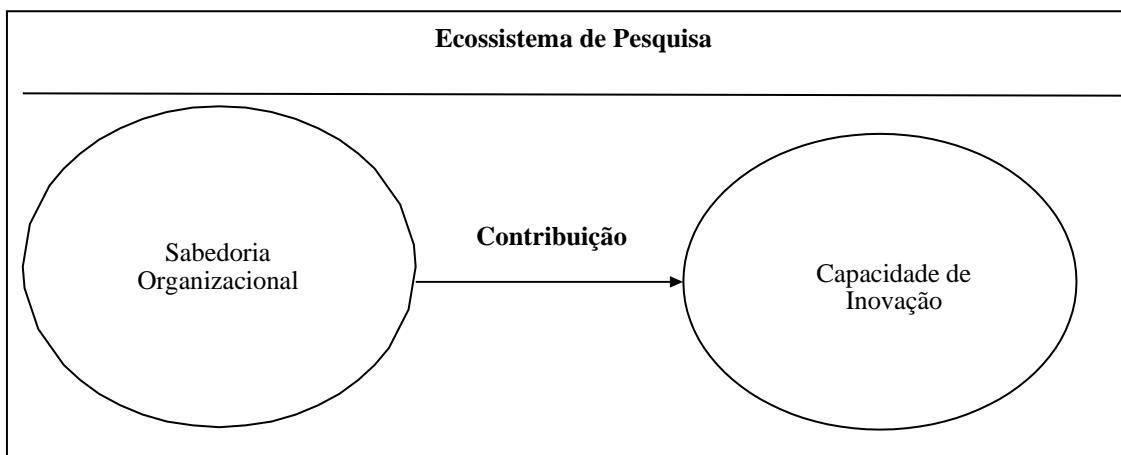 Ecossistema de Pesquisa
Sabedoria
Organizacional
Contribuição
Capacidade de
Inovação